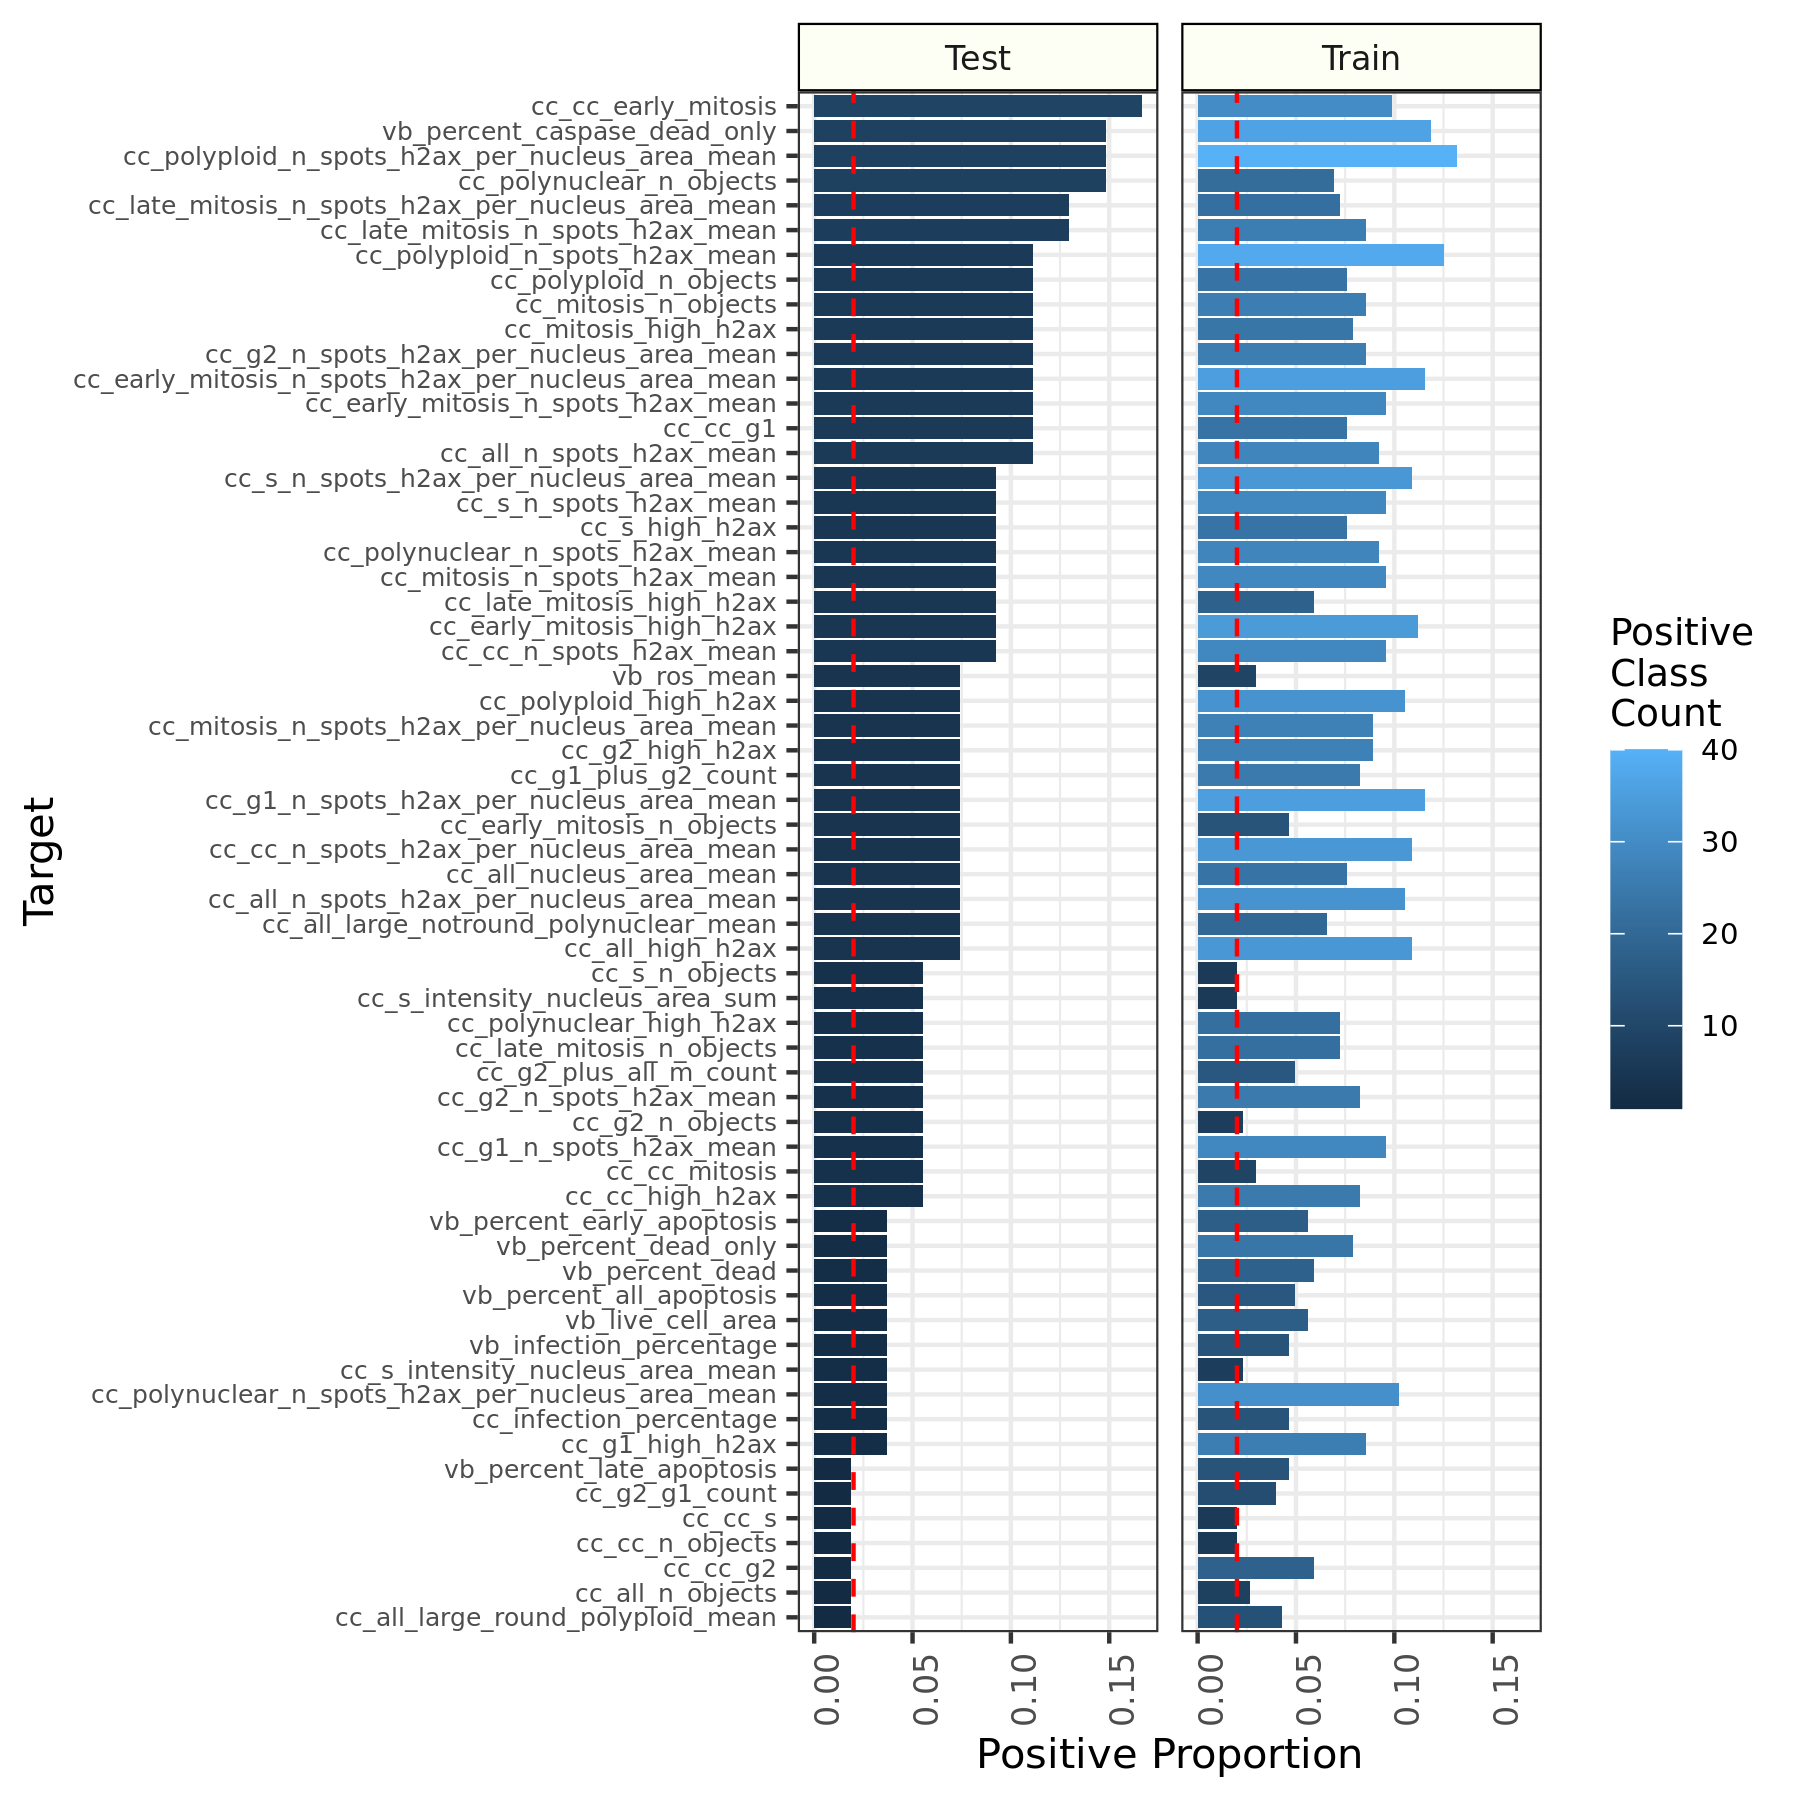 Test
Train
cc_cc_early_mitosis
vb_percent_caspase_dead_only
cc_polyploid_n_spots_h2ax_per_nucleus_area_mean
cc_polynuclear_n_objects
cc_late_mitosis_n_spots_h2ax_per_nucleus_area_mean
cc_late_mitosis_n_spots_h2ax_mean
cc_polyploid_n_spots_h2ax_mean
cc_polyploid_n_objects
cc_mitosis_n_objects
cc_mitosis_high_h2ax
cc_g2_n_spots_h2ax_per_nucleus_area_mean
cc_early_mitosis_n_spots_h2ax_per_nucleus_area_mean
cc_early_mitosis_n_spots_h2ax_mean
cc_cc_g1
cc_all_n_spots_h2ax_mean
cc_s_n_spots_h2ax_per_nucleus_area_mean
cc_s_n_spots_h2ax_mean
cc_s_high_h2ax
cc_polynuclear_n_spots_h2ax_mean
cc_mitosis_n_spots_h2ax_mean
cc_late_mitosis_high_h2ax
cc_early_mitosis_high_h2ax
cc_cc_n_spots_h2ax_mean
vb_ros_mean
cc_polyploid_high_h2ax
cc_mitosis_n_spots_h2ax_per_nucleus_area_mean
cc_g2_high_h2ax
cc_g1_plus_g2_count
cc_g1_n_spots_h2ax_per_nucleus_area_mean
cc_early_mitosis_n_objects
cc_cc_n_spots_h2ax_per_nucleus_area_mean
cc_all_nucleus_area_mean
cc_all_n_spots_h2ax_per_nucleus_area_mean
cc_all_large_notround_polynuclear_mean
cc_all_high_h2ax
cc_s_n_objects
cc_s_intensity_nucleus_area_sum
cc_polynuclear_high_h2ax
cc_late_mitosis_n_objects
cc_g2_plus_all_m_count
cc_g2_n_spots_h2ax_mean
cc_g2_n_objects
cc_g1_n_spots_h2ax_mean
cc_cc_mitosis
cc_cc_high_h2ax
vb_percent_early_apoptosis
vb_percent_dead_only
vb_percent_dead
vb_percent_all_apoptosis
vb_live_cell_area
vb_infection_percentage
cc_s_intensity_nucleus_area_mean
cc_polynuclear_n_spots_h2ax_per_nucleus_area_mean
cc_infection_percentage
cc_g1_high_h2ax
vb_percent_late_apoptosis
cc_g2_g1_count
cc_cc_s
cc_cc_n_objects
cc_cc_g2
cc_all_n_objects
cc_all_large_round_polyploid_mean
Target
0.00
0.05
0.10
0.15
0.00
0.05
0.10
0.15
Positive Proportion
Positive
Class
Count
40
30
20
10